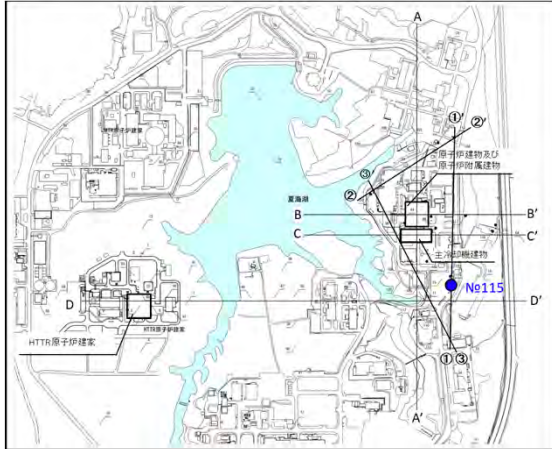 A
①
②'
原子炉建物及び
原子炉附属建物
③
②
夏海湖
B
B'
C
C'
主冷却機建物
D
D'
№115
HTTR原子炉建家
HTTR原子炉建家
①
③
A'